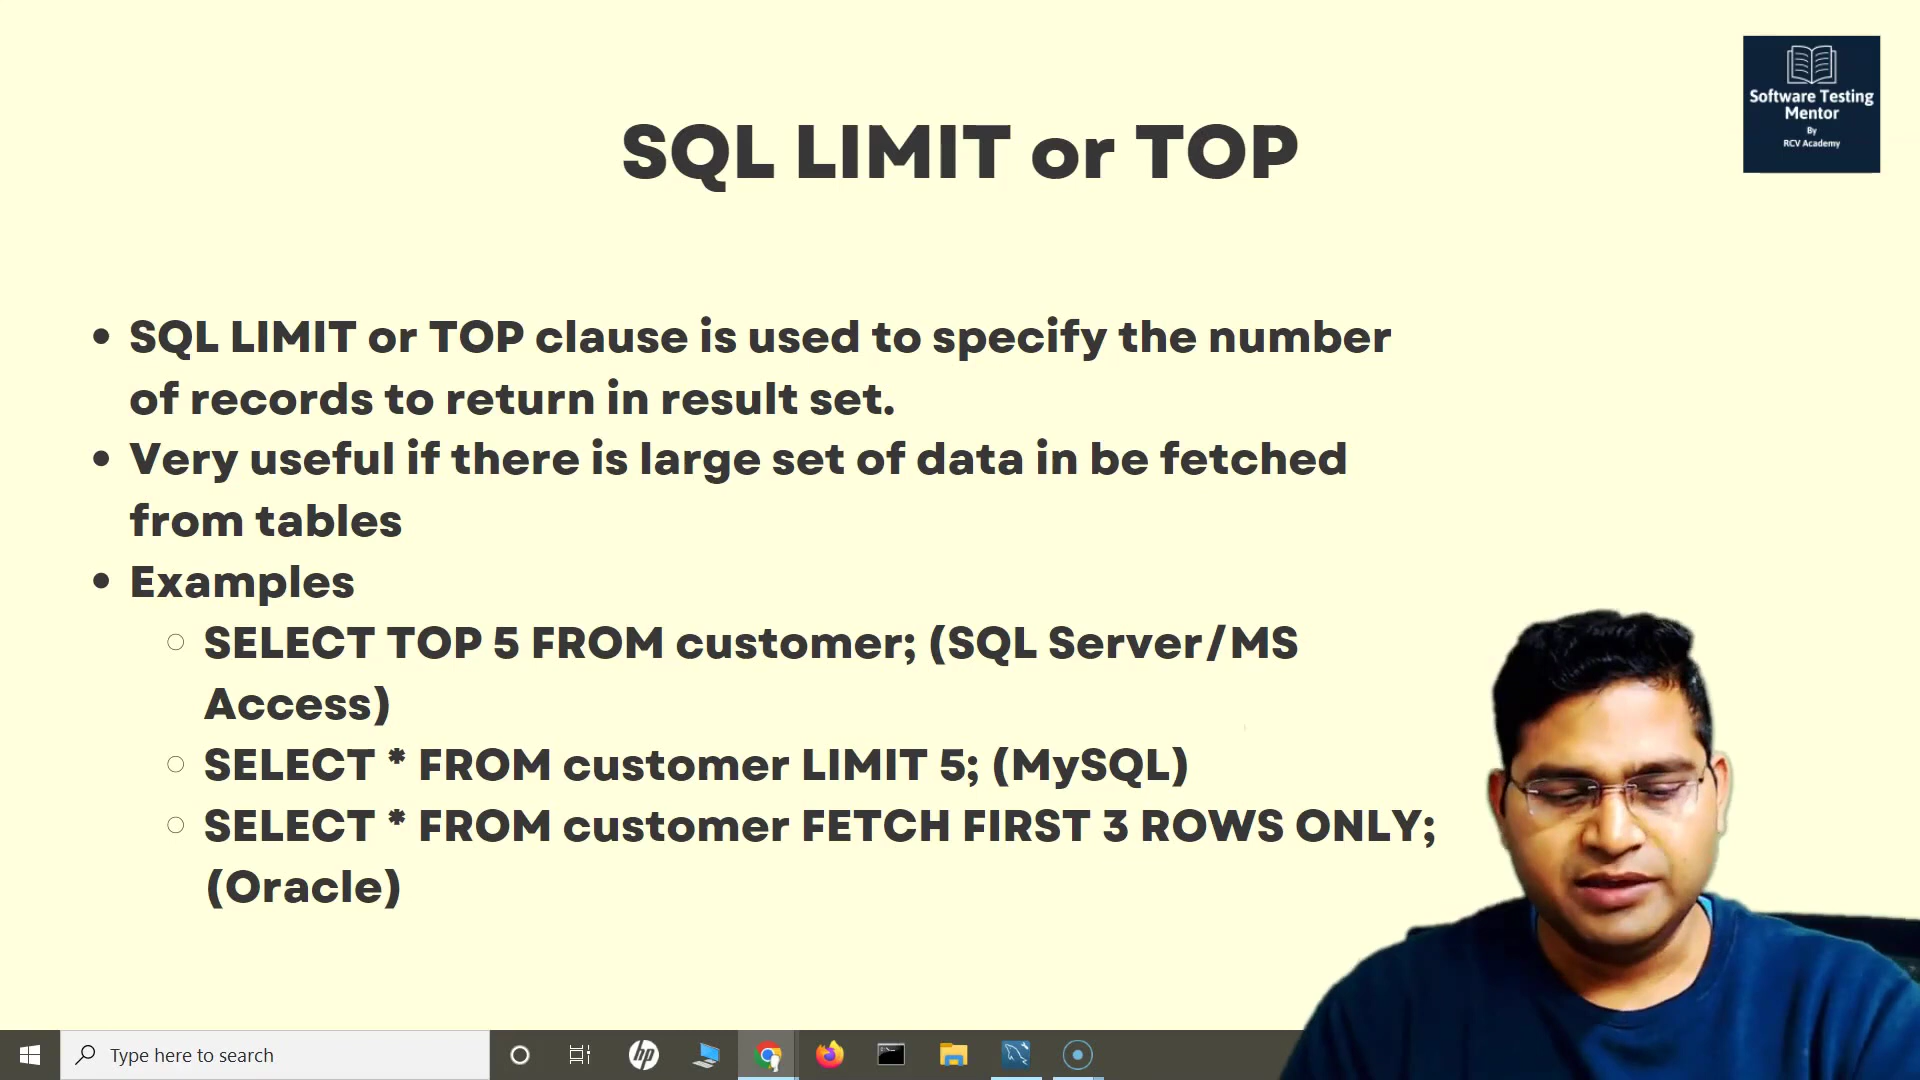 Software Testing
Mentor
By
RCV Academy
SQL LIMIT or TOP
SQL LIMIT or TOP clause is used to specify the number
of records to return in result set.
Very useful if there is large set of data in be fetched
from tables
Examples
SELECT TOP 5 FROM customer; (SQL Server/MS
Access)
SELECT * FROM customer LIMIT 5; (MySQL)
SELECT * FROM customer FETCH FIRST 3 ROWS ONLY;
(Oracle)
Type here to search
hp